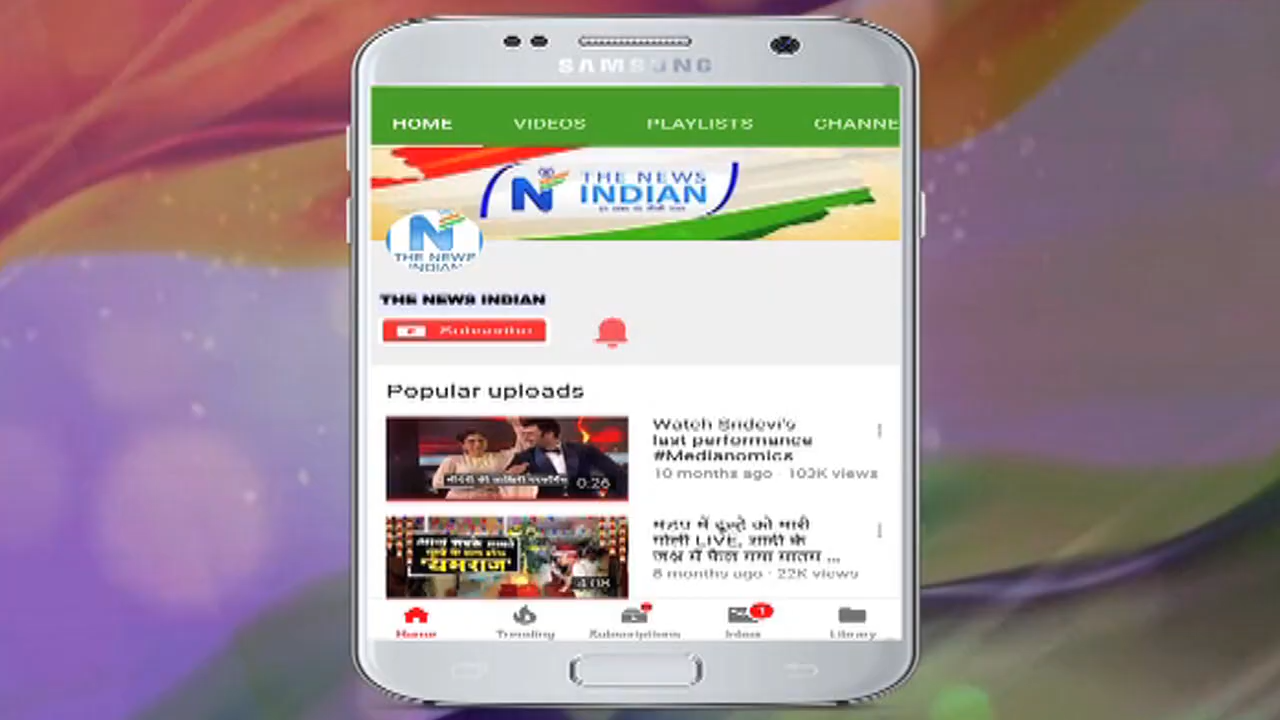 SAMSUNG
HOME VIDEOS PLAYLISTS CHANNE
THE NEWS
INDIAN
THE NEWS
INDIAN
THE NEWS INDIAN
Subscribe
Popular uploads
Watch Sridevi's
last performance
#Medianomics
10 months ago · 103K views
0:26
मंडप में दूल्हे को मारी
गोली LIVE, शादी के
जश्न में फैल गया मातम ...
8 months ago · 22K views
'यमराज'
4:08
Home Trending Subscriptions Inbox 1 Library